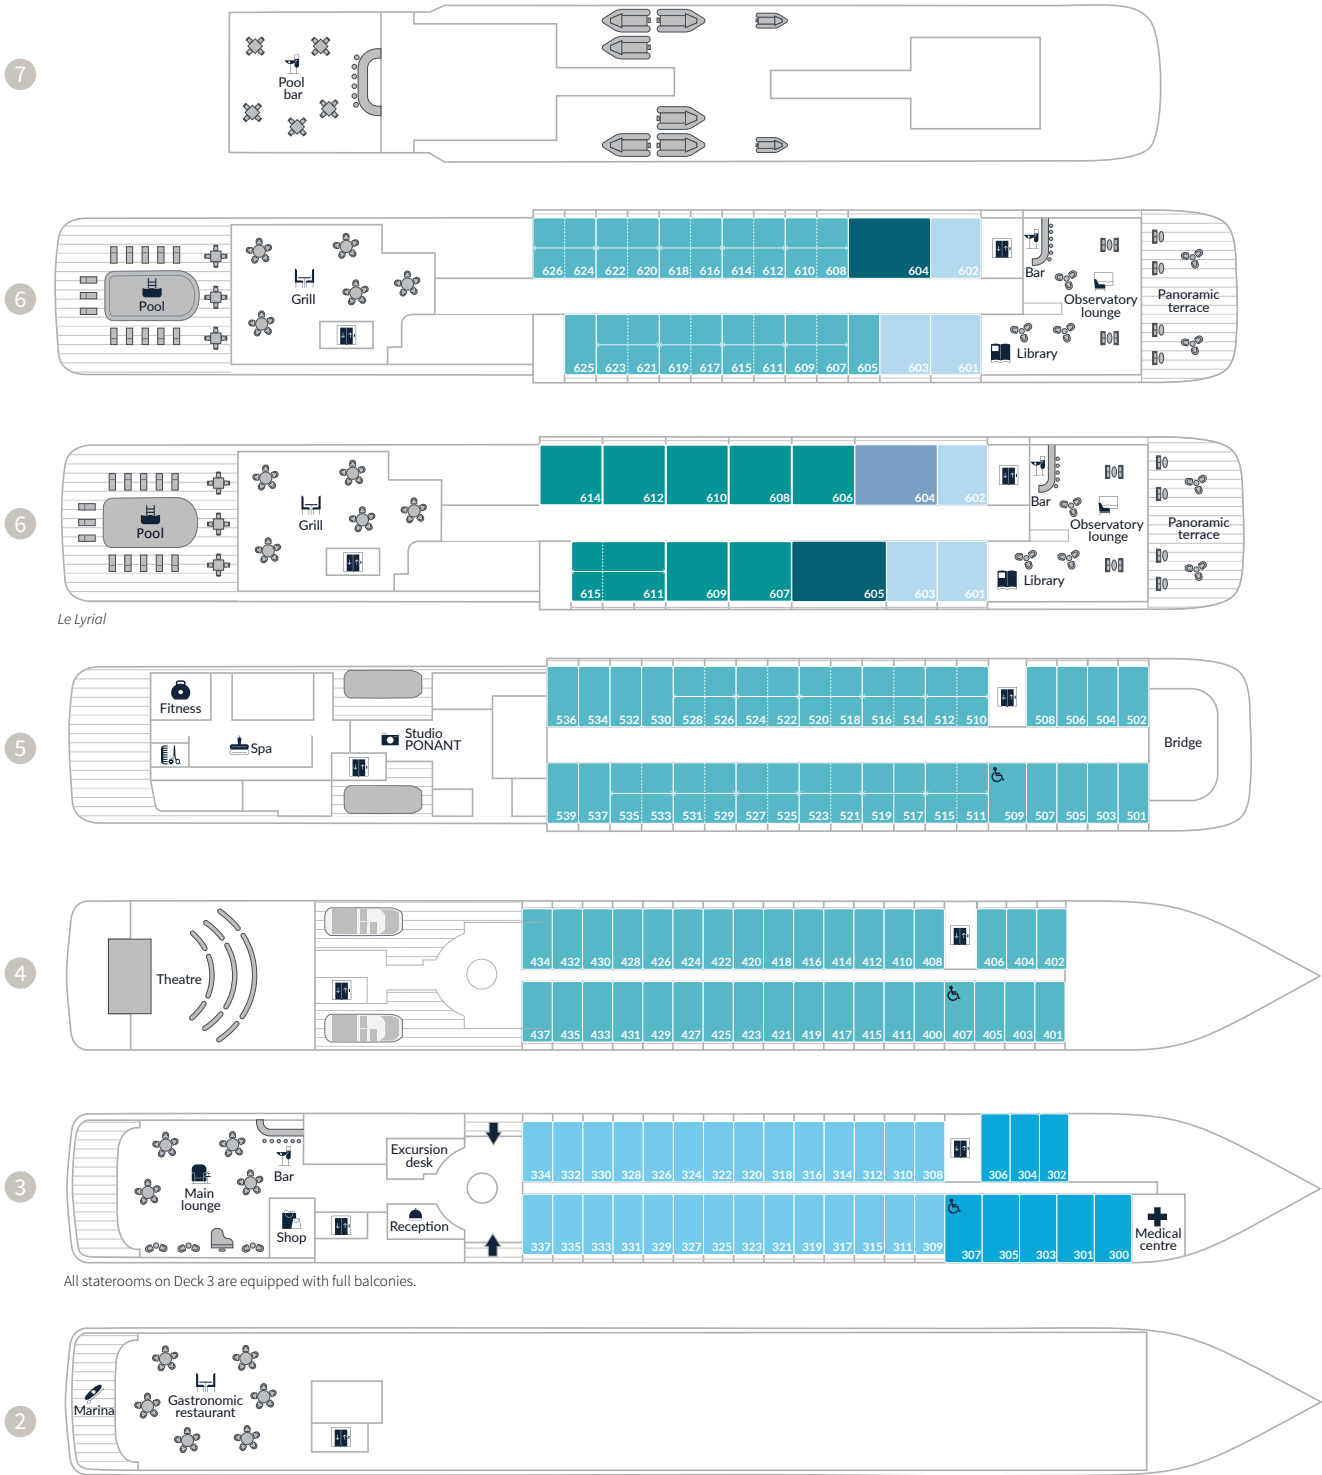 7
Pool
bar
6
626 624 622 620 618 616 614 612 610 608 604 602
Pool
Grill
Bar
Observatory
lounge
Panoramic
terrace
Library
625 623 621 619 617 615 611 609 607 605 603 601
6
614 612 610 608 606 604 602
Pool
Grill
Bar
Observatory
lounge
Panoramic
terrace
Library
615 611 609 607 605 603 601
Le Lyrial
5
536 534 532 530 528 526 524 522 520 518 516 514 512 510 508 506 504 502
Fitness
Spa
Studio
PONANT
Bridge
539 537 535 533 531 529 527 525 523 521 519 517 515 511 509 507 505 503 501
4
434 432 430 428 426 424 422 420 418 416 414 412 410 408 406 404 402
Theatre
437 435 433 431 429 427 425 423 421 419 417 415 411 400 407 405 403 401
3
Excursion
desk
Bar
Main
lounge
334 332 330 328 326 324 322 320 318 316 314 312 310 308 306 304 302
Shop
Reception
Medical
centre
337 335 333 331 329 327 325 323 321 319 317 315 311 309 307 305 303 301 300
All staterooms on Deck 3 are equipped with full balconies.
2
Marina
Gastronomic
restaurant